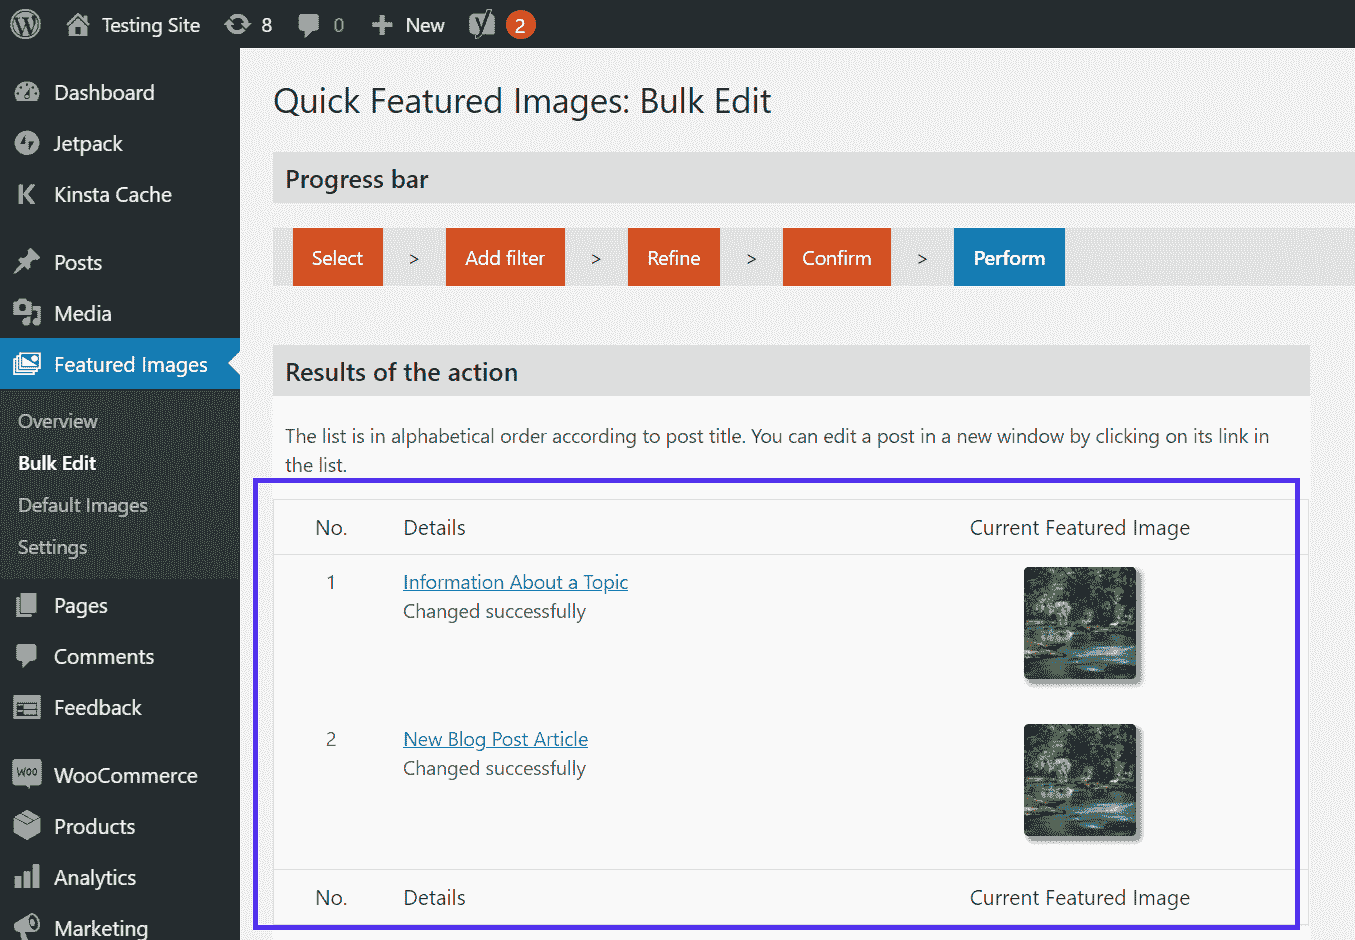 Testing Site 8 0 New 2
Dashboard
Jetpack
Kinsta Cache
Posts
Media
Featured Images
Overview
Bulk Edit
Default Images
Settings
Pages
Comments
Feedback
Woo WooCommerce
Products
Analytics
Marketing
Quick Featured Images: Bulk Edit
Progress bar
Select > Add filter > Refine > Confirm > Perform
Results of the action
The list is in alphabetical order according to post title. You can edit a post in a new window by clicking on its link in
the list.
No. Details Current Featured Image
1 Information About a Topic
Changed successfully
2 New Blog Post Article
Changed successfully
No. Details Current Featured Image